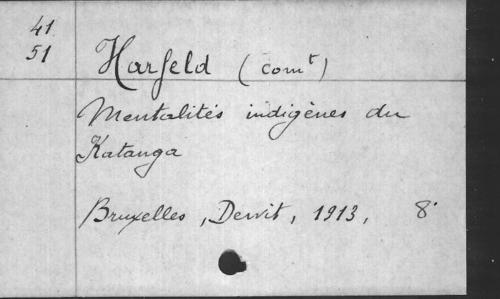 41
51
Harfeld (comt)
Mentalités indigènes du
Katanga
Bruxelles, Dewit, 1913, 8°